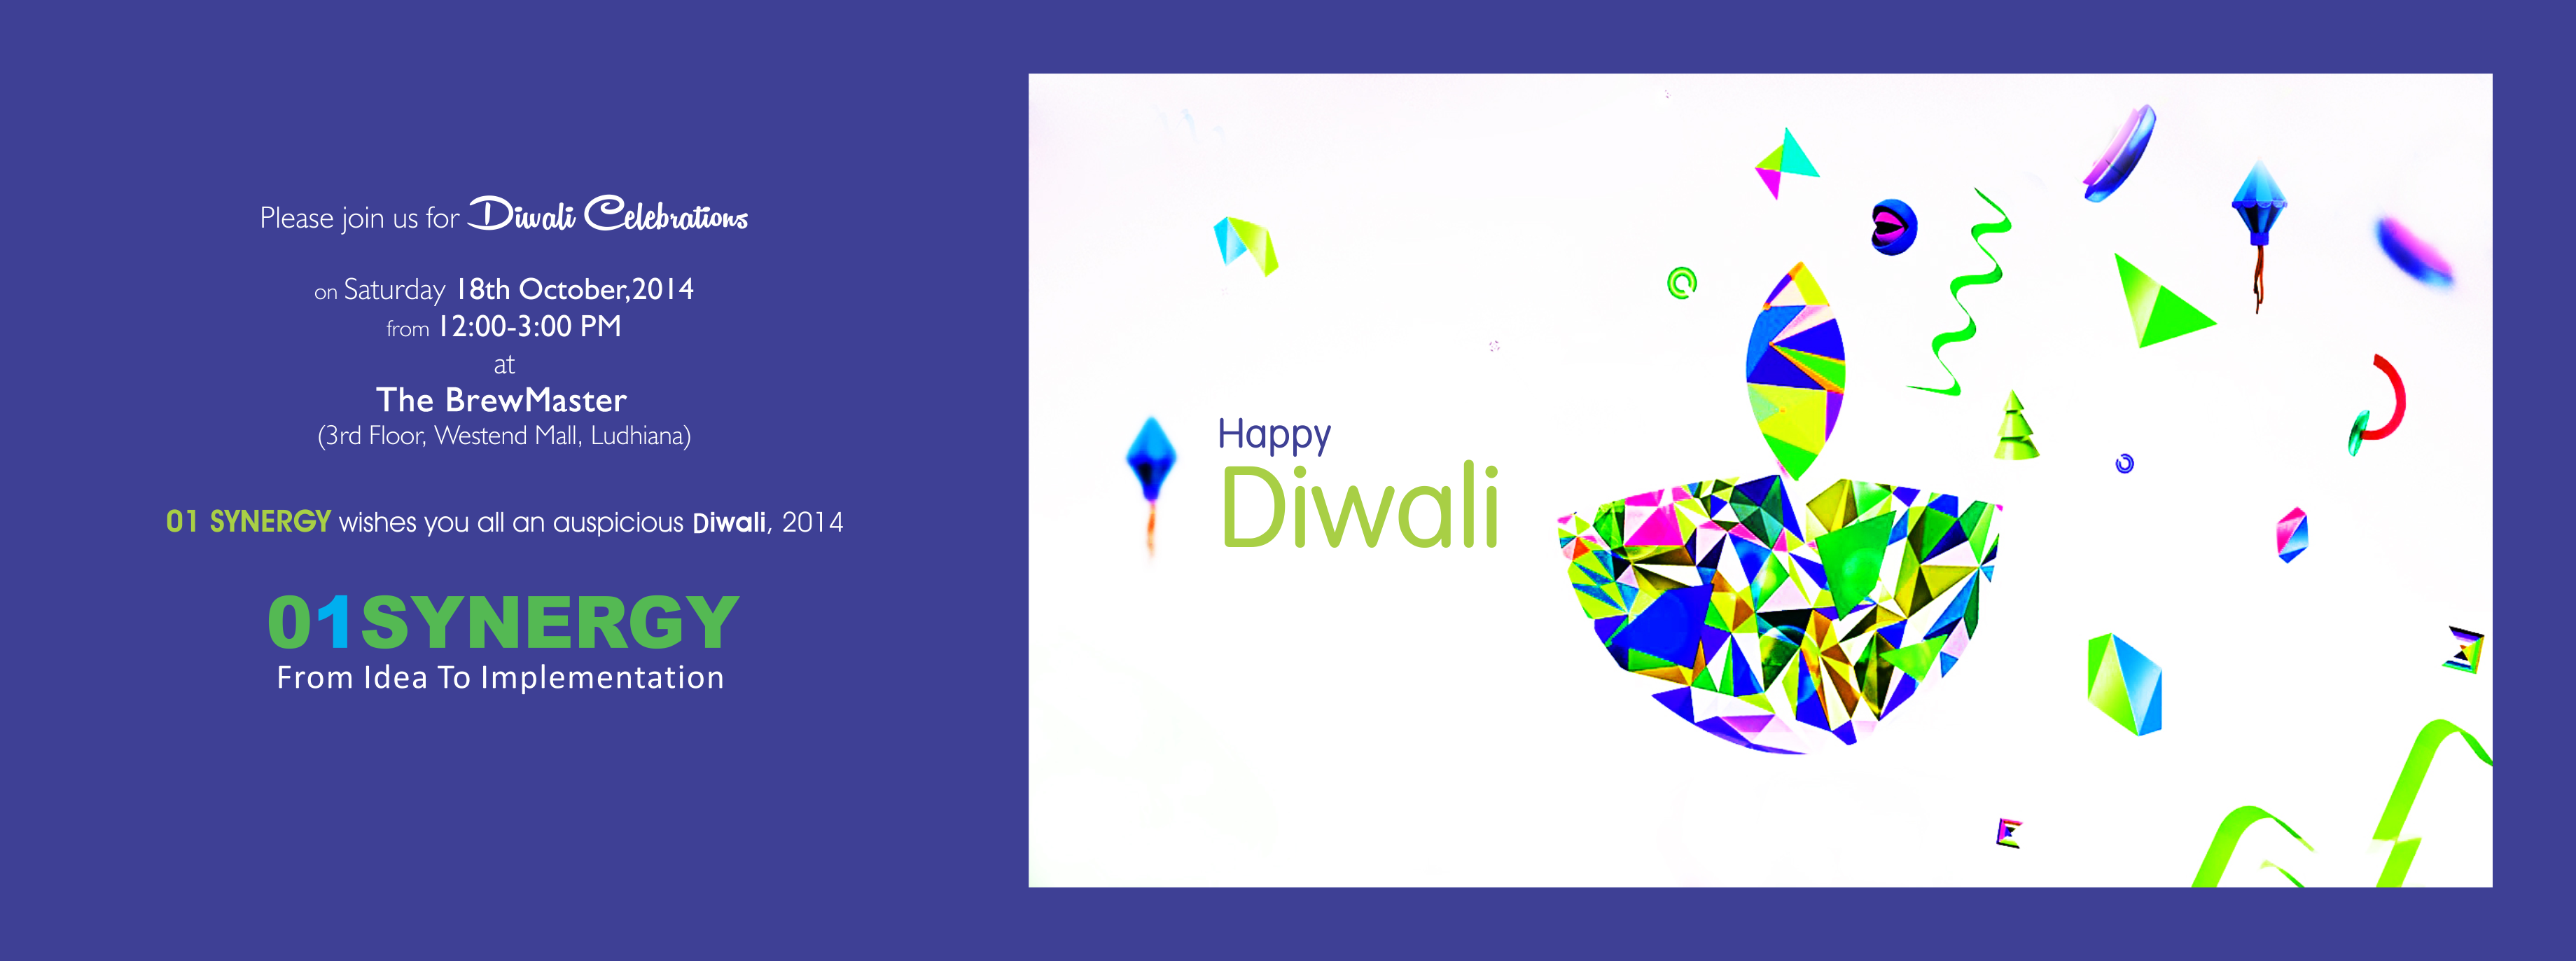 Please join us for Diwali Celebrations
on Saturday 18th October,2014
from 12:00-3:00 PM
at
The BrewMaster
(3rd Floor, Westend Mall, Ludhiana)
01 SYNERGY wishes you all an auspicious Diwali, 2014
01SYNERGY
From Idea To Implementation
Happy
Diwali